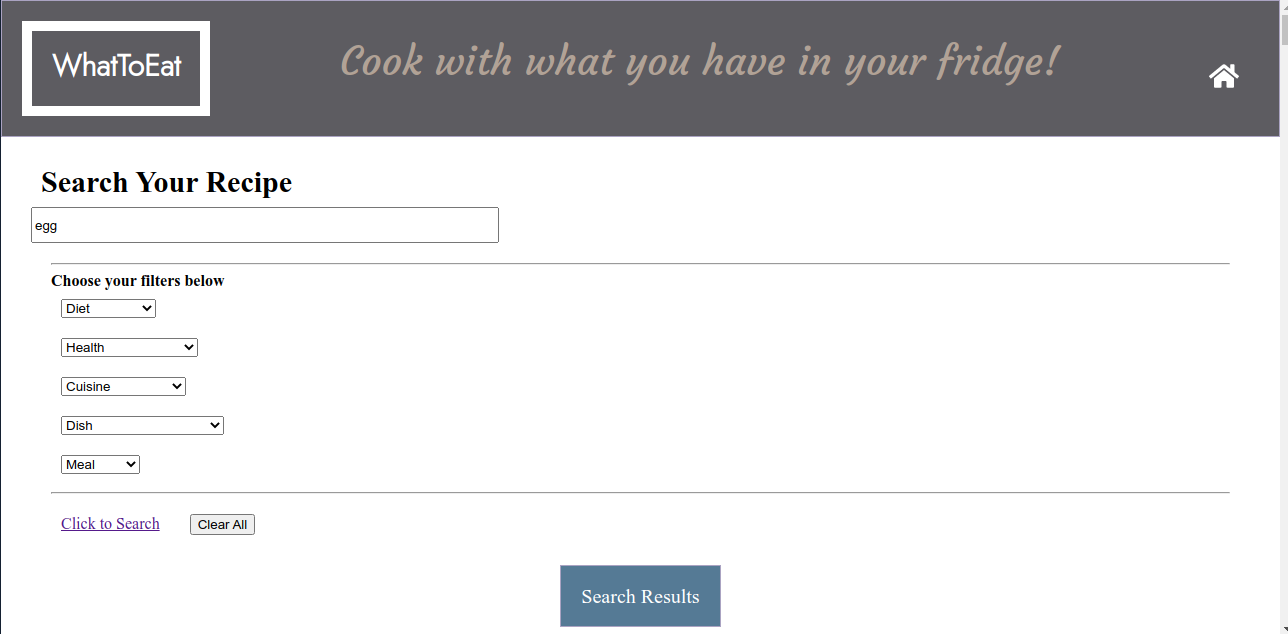 WhatToEat
Cook with what you have in your fridge!
Search Your Recipe
egg
Choose your filters below
Diet
Health
Cuisine
Dish
Meal
Click to Search Clear All
Search Results